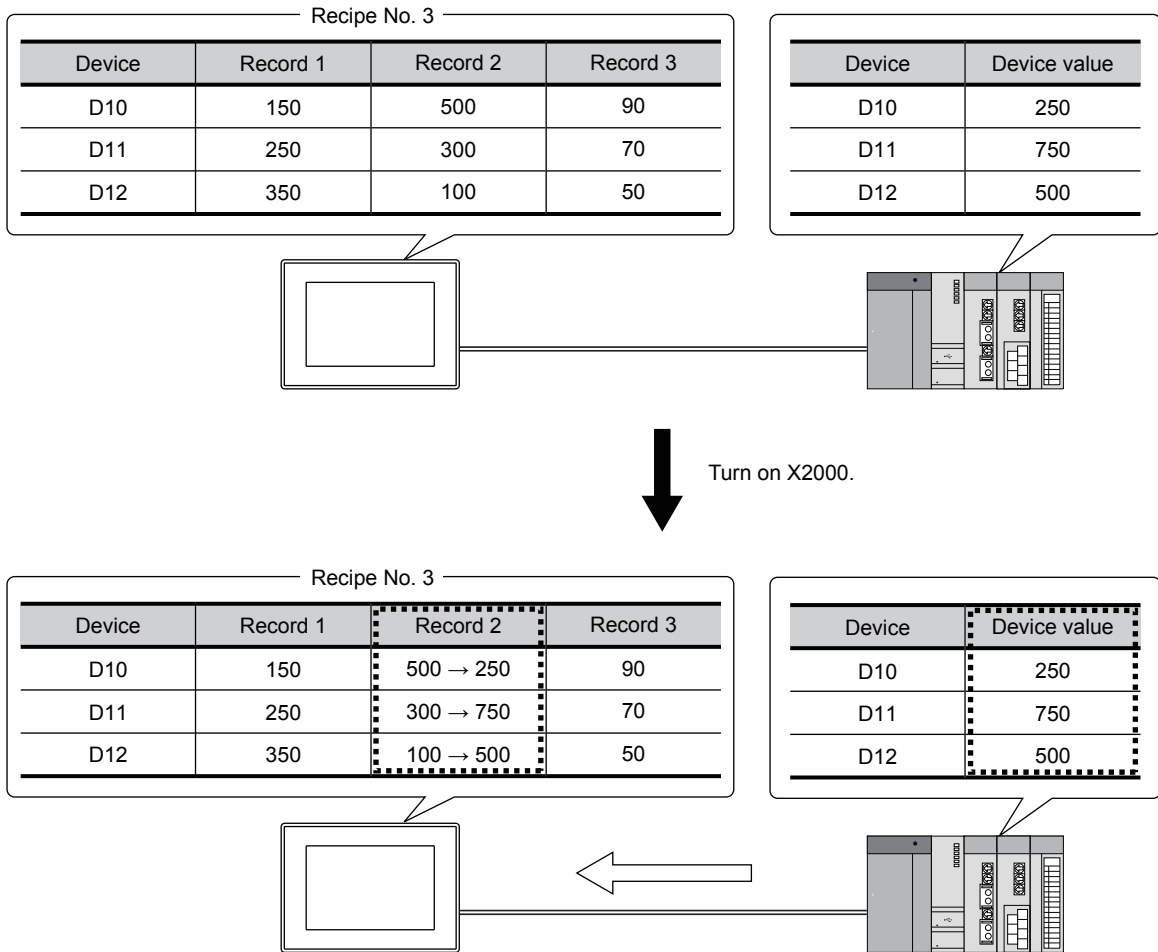 Recipe No. 3
Device Record 1 Record 2 Record 3
D10 150 500 90
D11 250 300 70
D12 350 100 50
Device Device value
D10 250
D11 750
D12 500
Turn on X2000.
Recipe No. 3
Device Record 1 Record 2 Record 3
D10 150 500 → 250 90
D11 250 300 → 750 70
D12 350 100 → 500 50
Device Device value
D10 250
D11 750
D12 500